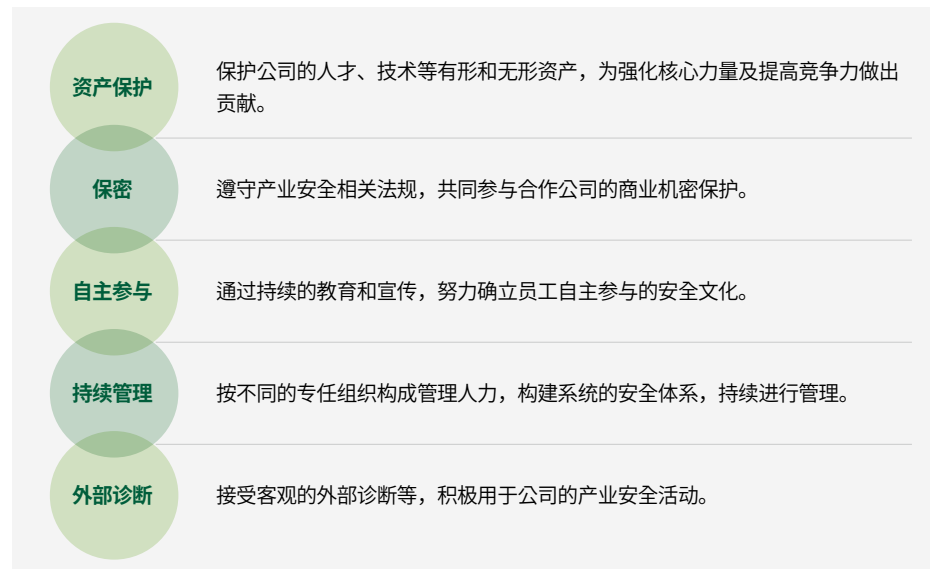 资产保护
保护公司的人才、技术等有形和无形资产，为强化核心力量及提高竞争力做出
贡献。
保密
遵守产业安全相关法规，共同参与合作公司的商业机密保护。
自主参与
通过持续的教育和宣传，努力确立员工自主参与的安全文化。
持续管理
按不同的专任组织构成管理人力，构建系统的安全体系，持续进行管理。
外部诊断
接受客观的外部诊断等，积极用于公司的产业安全活动。